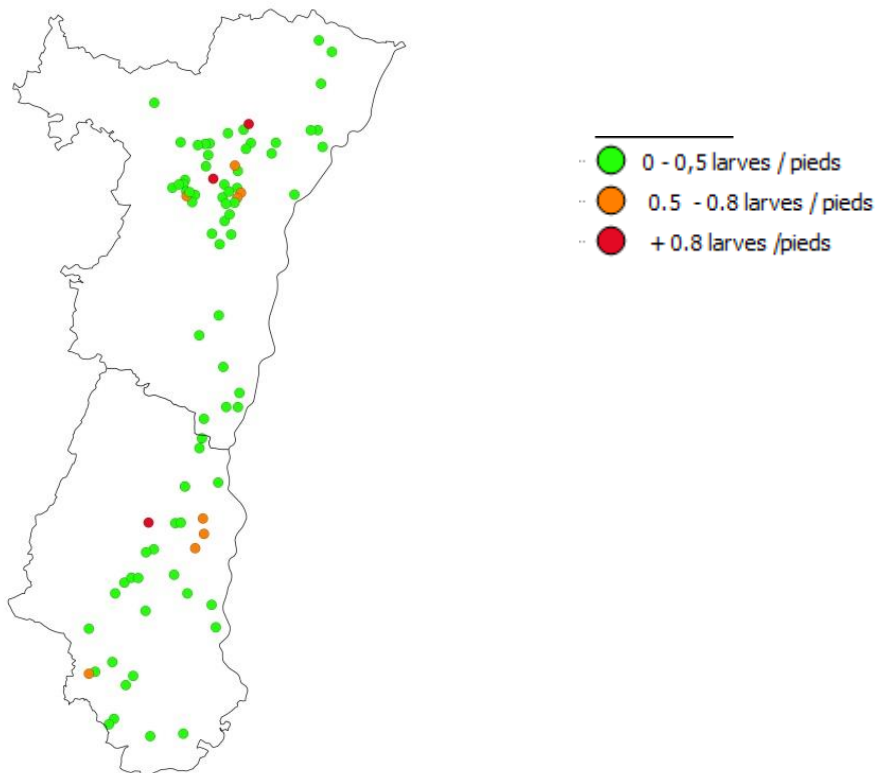 0 - 0,5 larves / pieds
0.5 - 0.8 larves / pieds
+ 0.8 larves /pieds